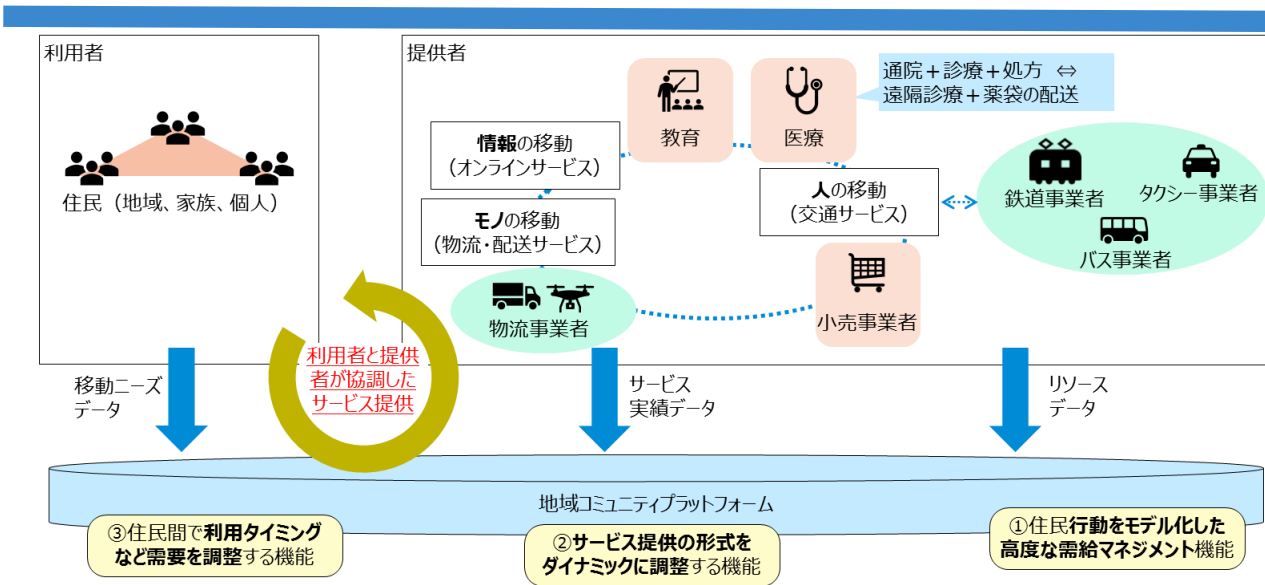 利用者
住民（地域、家族、個人）
提供者
教育
医療
通院＋診療＋処方 ⇔
遠隔診療＋薬袋の配送
情報の移動
（オンラインサービス）
モノの移動
（物流・配送サービス）
人の移動
（交通サービス）
鉄道事業者
タクシー事業者
バス事業者
物流事業者
小売事業者
利用者と提供
者が協調した
サービス提供
移動ニーズ
データ
サービス
実績データ
リソース
データ
地域コミュニティプラットフォーム
③住民間で利用タイミング
など需要を調整する機能
②サービス提供の形式を
ダイナミックに調整する機能
①住民行動をモデル化した
高度な需給マネジメント機能